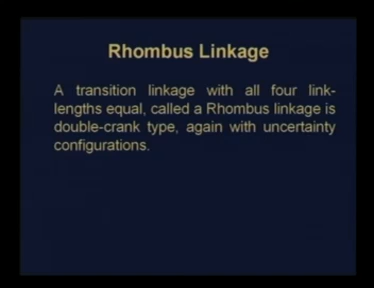 Rhombus Linkage
A transition linkage with all four link-
lengths equal, called a Rhombus linkage is
double-crank type, again with uncertainty
configurations.